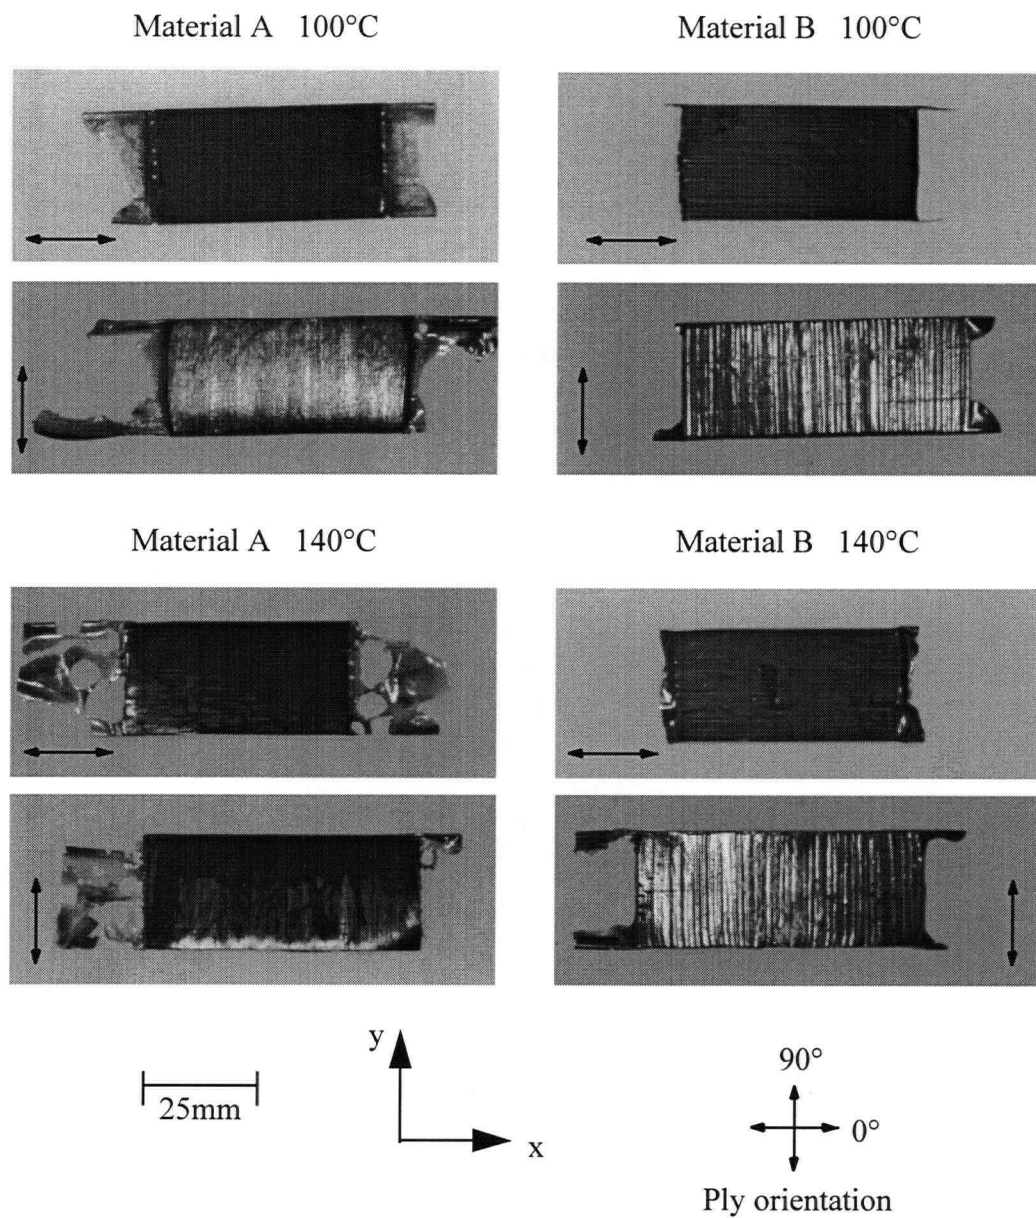 Material A 100°C
Material B 100°C
Material A 140°C
Material B 140°C
y
x
25mm
90°
0°
Ply orientation